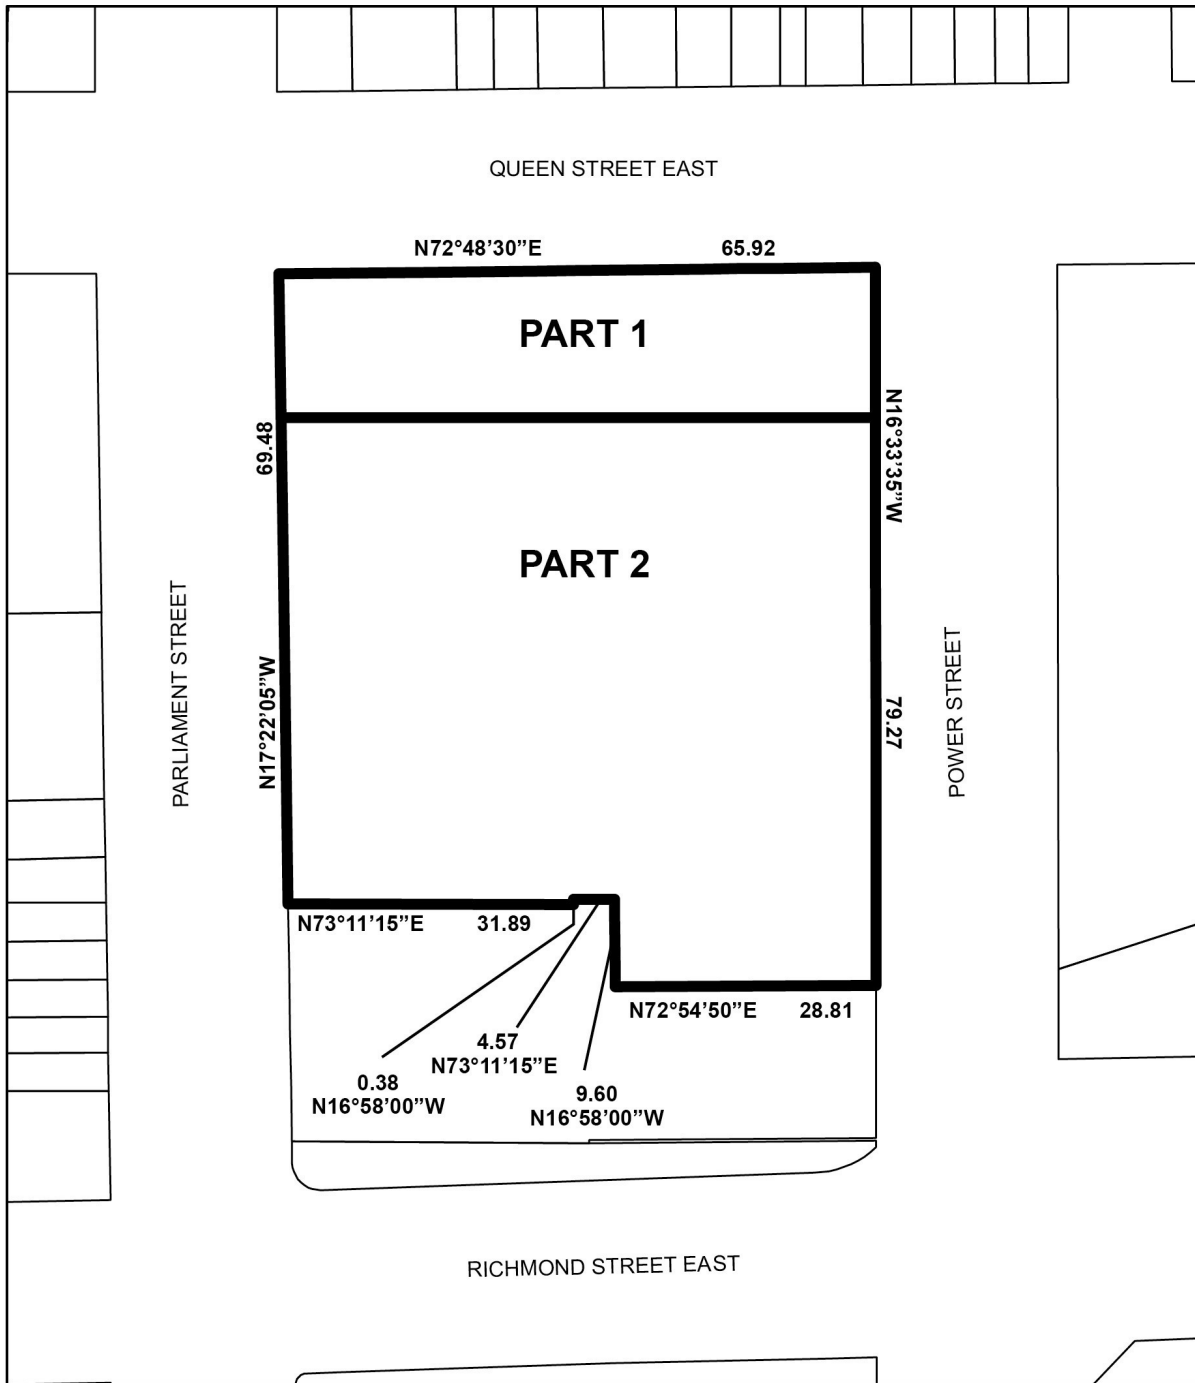 QUEEN STREET EAST
N72°48'30”E 65.92
PART 1
N16°33'35”W
69.48
PART 2
PARLIAMENT STREET
POWER STREET
N17°22'05”W
79.27
N73°11'15”E 31.89
N72°54'50”E 28.81
4.57
N73°11'15”E
0.38
N16°58'00”W
9.60
N16°58'00”W
RICHMOND STREET EAST